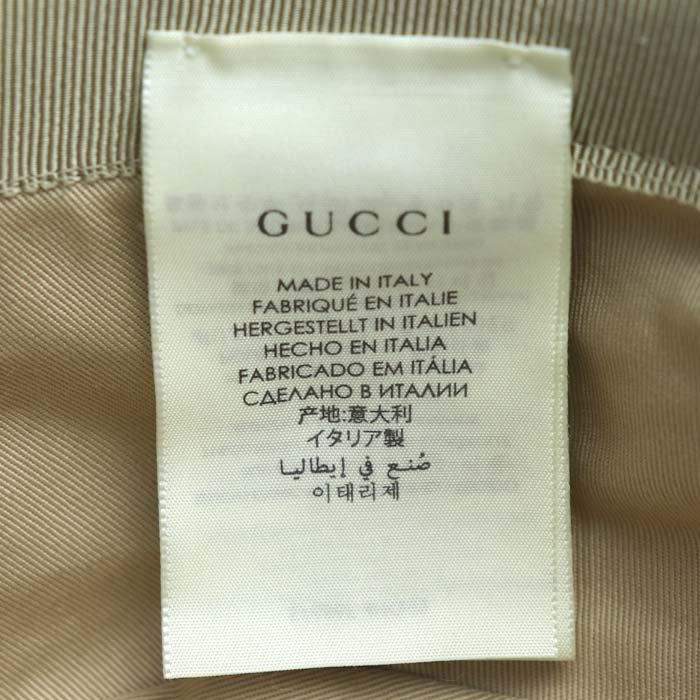 GUCCI
MADE IN ITALY
FABRIQUÉ EN ITALIE
HERGESTELLT IN ITALIEN
HECHO EN ITALIA
FABRICADO EM ITÁLIA
СДЕЛАНО В ИТАЛИИ
产地:意大利
イタリア製
صُنع في إيطاليا
이태리제